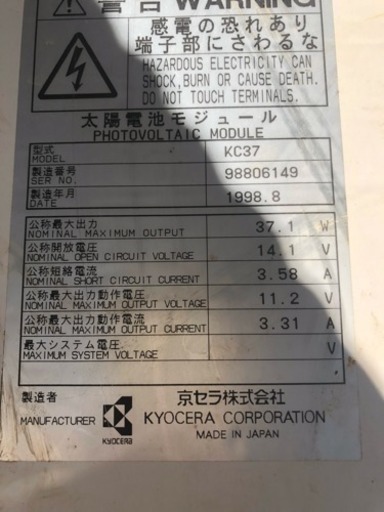 警告 WARNING
感電の恐れあり
端子部にさわるな
HAZARDOUS ELECTRICITY CAN
SHOCK, BURN OR CAUSE DEATH.
DO NOT TOUCH TERMINALS.
太陽電池モジュール
PHOTOVOLTAIC MODULE
型式
MODEL KC37
製造番号
SER NO. 98806149
製造年月
DATE 1998.8
公称最大出力
NOMINAL MAXIMUM OUTPUT 37.1 W
公称開放電圧
NOMINAL OPEN CIRCUIT VOLTAGE 14.1 V
公称短絡電流
NOMINAL SHORT CIRCUIT CURRENT 3.58 A
公称最大出力動作電圧
NOMINAL MAXIMUM OUTPUT VOLTAGE 11.2 V
公称最大出力動作電流
NOMINAL MAXIMUM OUTPUT CURRENT 3.31 A
最大システム電圧
MAXIMUM SYSTEM VOLTAGE V
製造者
MANUFACTURER
KYOCERA
京セラ株式会社
KYOCERA CORPORATION
MADE IN JAPAN